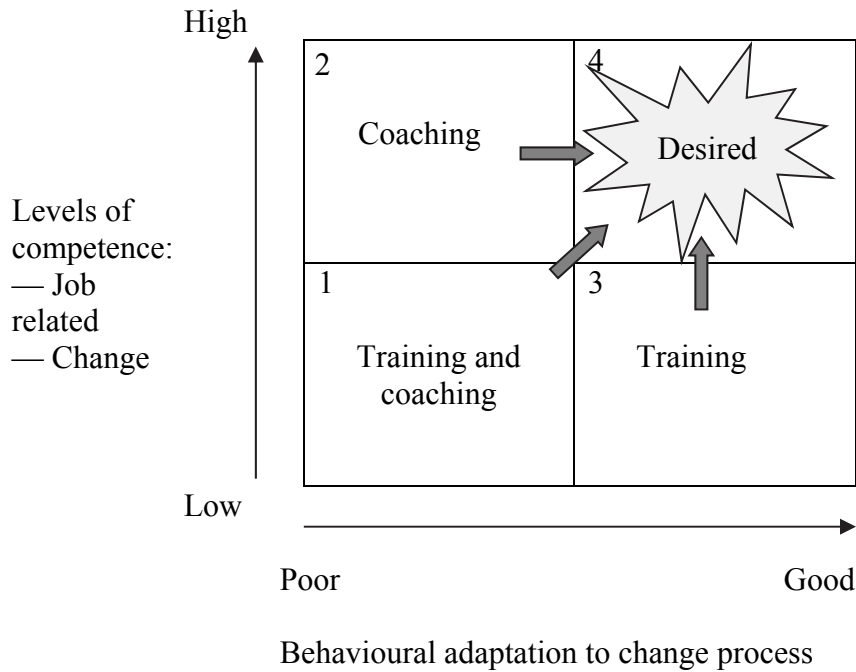 High
2
4
Coaching
Desired
Levels of
competence:
— Job
related
— Change
1
3
Training and
coaching
Training
Low
Poor
Good
Behavioural adaptation to change process